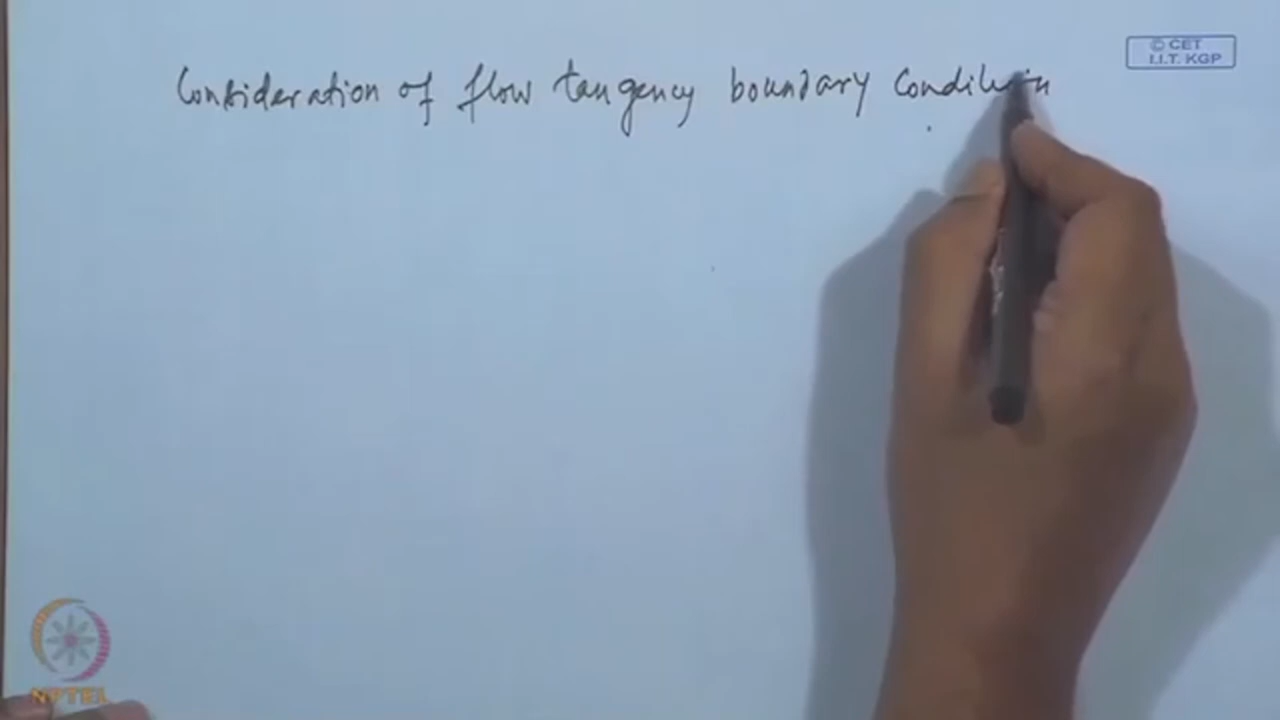 Consideration of flow tangency boundary condition
© CET
I.I.T. KGP
NPTEL